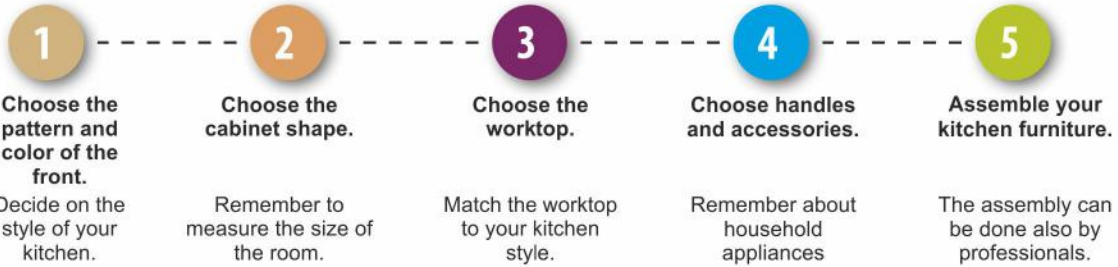 1
2
3
4
5
Choose the
pattern and
color of the
front.
Decide on the
style of your
kitchen.
Choose the
cabinet shape.
Remember to
measure the size of
the room.
Choose the
worktop.
Match the worktop
to your kitchen
style.
Choose handles
and accessories.
Remember about
household
appliances
Assemble your
kitchen furniture.
The assembly can
be done also by
professionals.